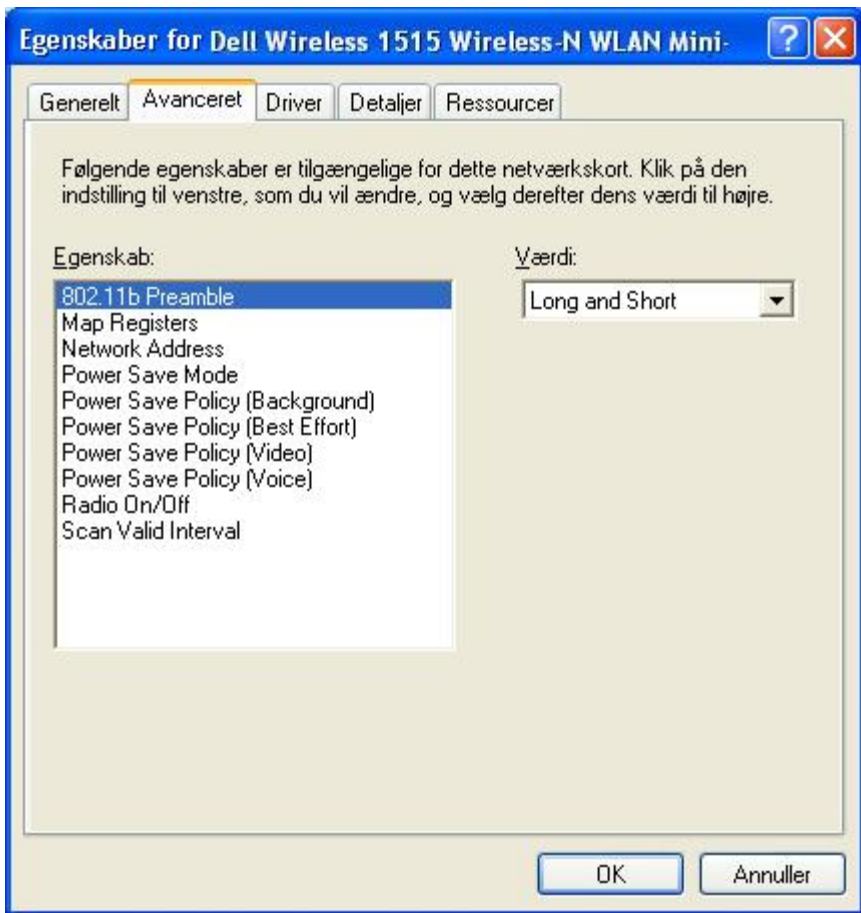 Egenskaber for Dell Wireless 1515 Wireless-N WLAN Mini-
Generelt
Avanceret
Driver
Detaljer
Ressourcer
Følgende egenskaber er tilgængelige for dette netværkskort. Klik på den
indstilling til venstre, som du vil ændre, og vælg derefter dens værdi til højre.
Egenskab:
802.11b Preamble
Map Registers
Network Address
Power Save Mode
Power Save Policy (Background)
Power Save Policy (Best Effort)
Power Save Policy (Video)
Power Save Policy (Voice)
Radio On/Off
Scan Valid Interval
Værdi:
Long and Short
OK
Annuller